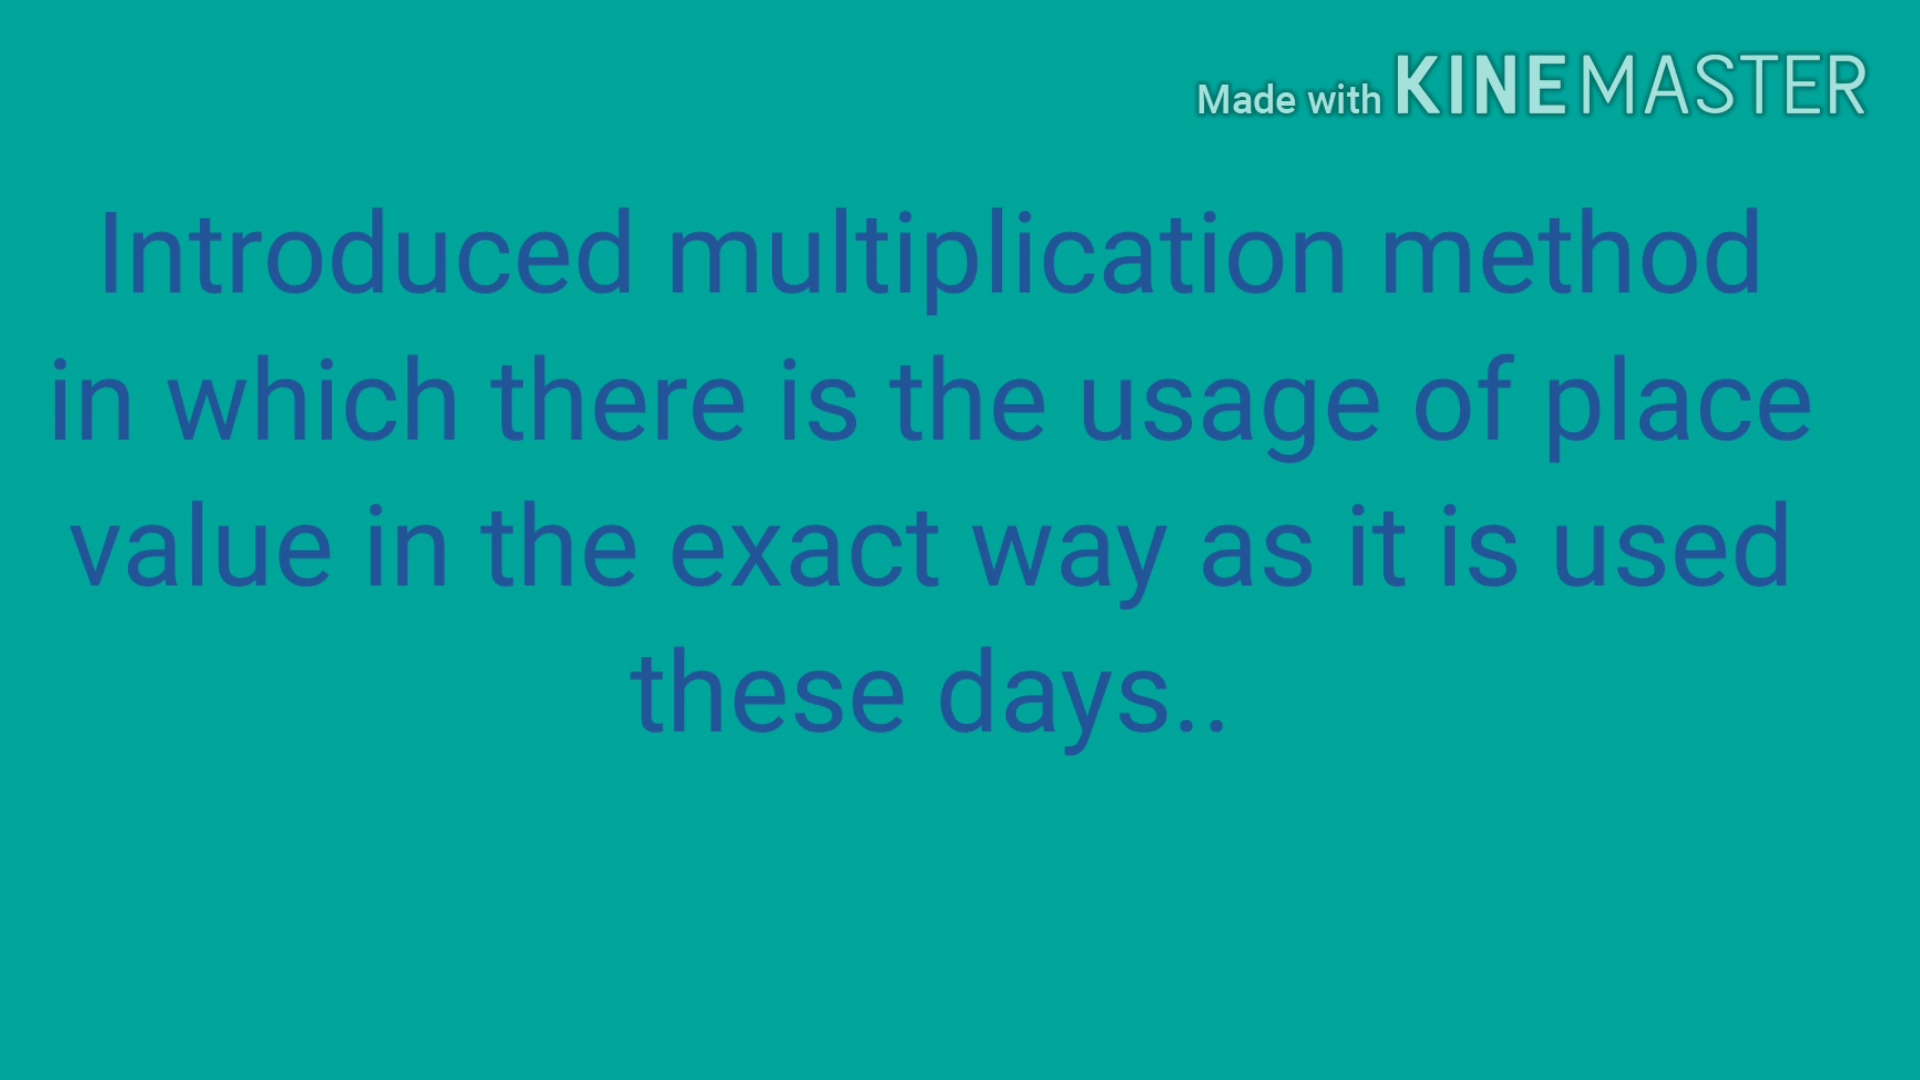 Made with KINEMASTER
Introduced multiplication method
in which there is the usage of place
value in the exact way as it is used
these days..